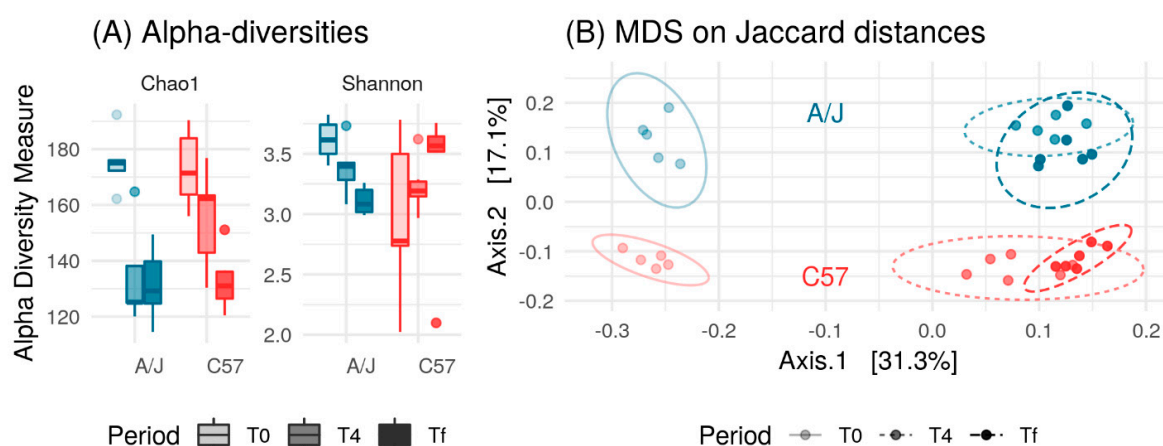 (A) Alpha-diversities
Chao1
Shannon
Alpha Diversity Measure
180
160
140
120
3.5
3.0
2.5
2.0
A/J
C57
A/J
C57
Period
T0
T4
Tf
(B) MDS on Jaccard distances
Axis.2 [17.1%]
0.2
0.1
0.0
-0.1
-0.2
A/J
C57
-0.3
-0.2
-0.1
0.0
0.1
0.2
Axis.1 [31.3%]
Period
T0
T4
Tf